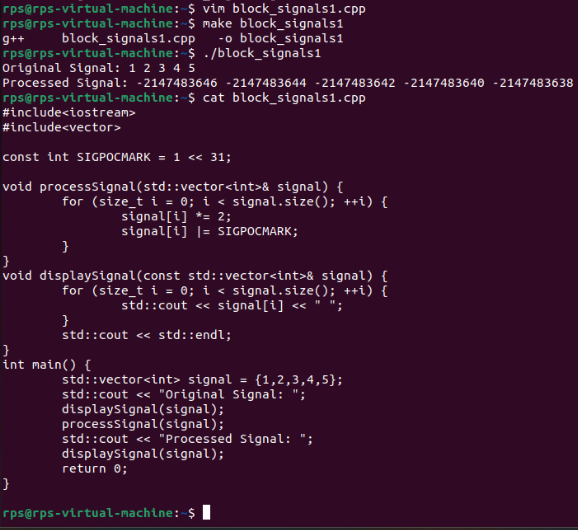 rps@rps-virtual-machine:~$ vim block_signals1.cpp
rps@rps-virtual-machine:~$ make block_signals1
g++     block_signals1.cpp   -o block_signals1
rps@rps-virtual-machine:~$ ./block_signals1
Original Signal: 1 2 3 4 5
Processed Signal: -2147483646 -2147483644 -2147483642 -2147483640 -2147483638
rps@rps-virtual-machine:~$ cat block_signals1.cpp
#include<iostream>
#include<vector>

const int SIGPOCMARK = 1 << 31;

void processSignal(std::vector<int>& signal) {
        for (size_t i = 0; i < signal.size(); ++i) {
                signal[i] *= 2;
                signal[i] |= SIGPOCMARK;
        }
}
void displaySignal(const std::vector<int>& signal) {
        for (size_t i = 0; i < signal.size(); ++i) {
                std::cout << signal[i] << " ";
        }
        std::cout << std::endl;
}
int main() {
        std::vector<int> signal = {1,2,3,4,5};
        std::cout << "Original Signal: ";
        displaySignal(signal);
        processSignal(signal);
        std::cout << "Processed Signal: ";
        displaySignal(signal);
        return 0;
}

rps@rps-virtual-machine:~$